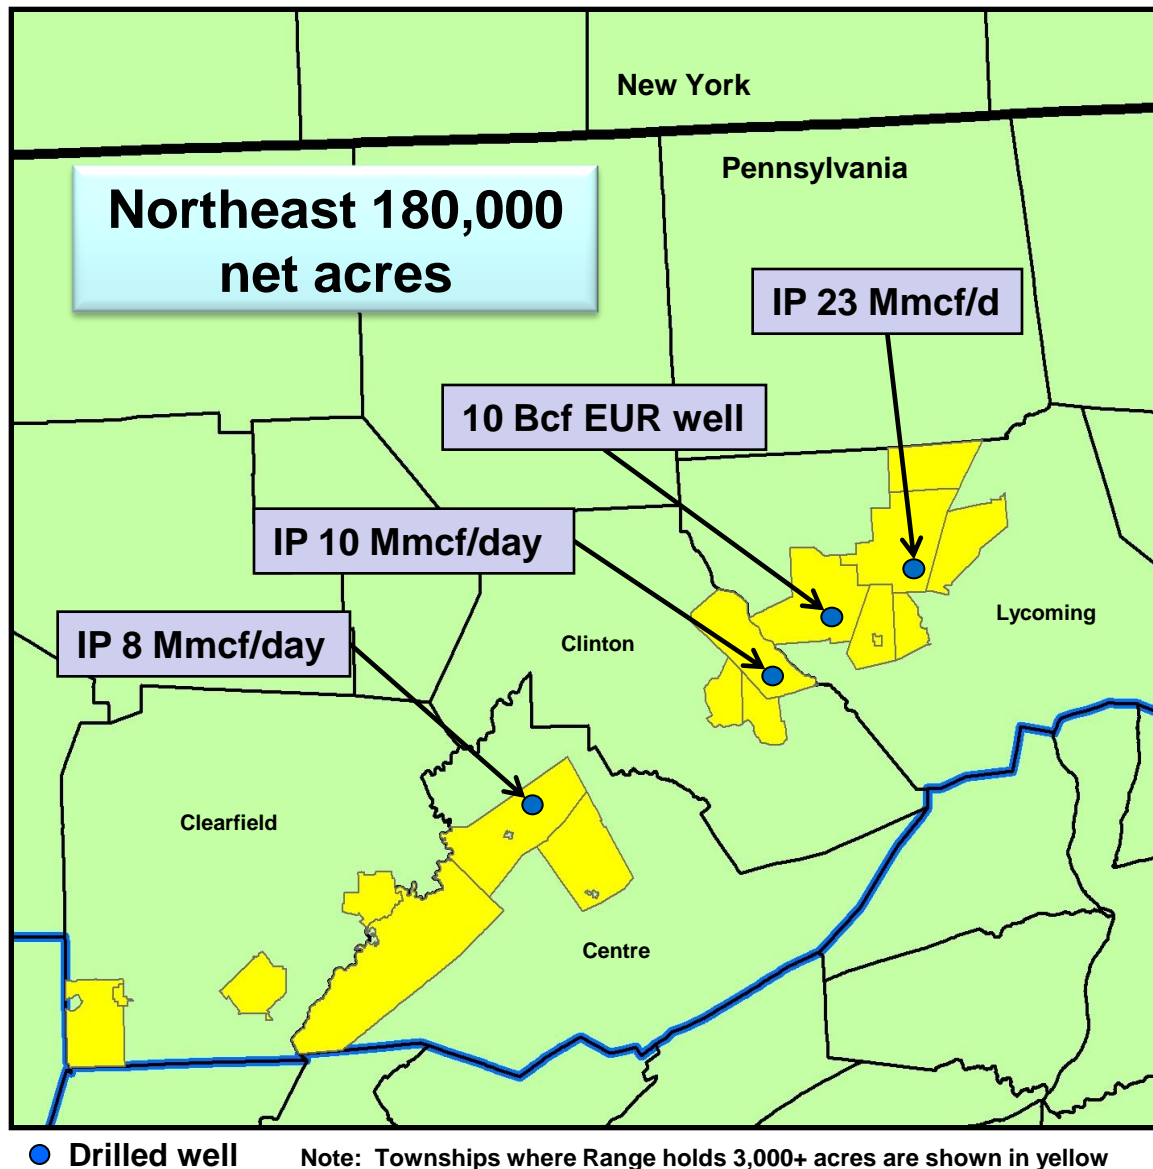 New York
Pennsylvania
Northeast 180,000
net acres
IP 23 Mmcf/d
10 Bcf EUR well
IP 10 Mmcf/day
IP 8 Mmcf/day
Clinton
Lycoming
Clearfield
Centre
Drilled well
Note: Townships where Range holds 3,000+ acres are shown in yellow